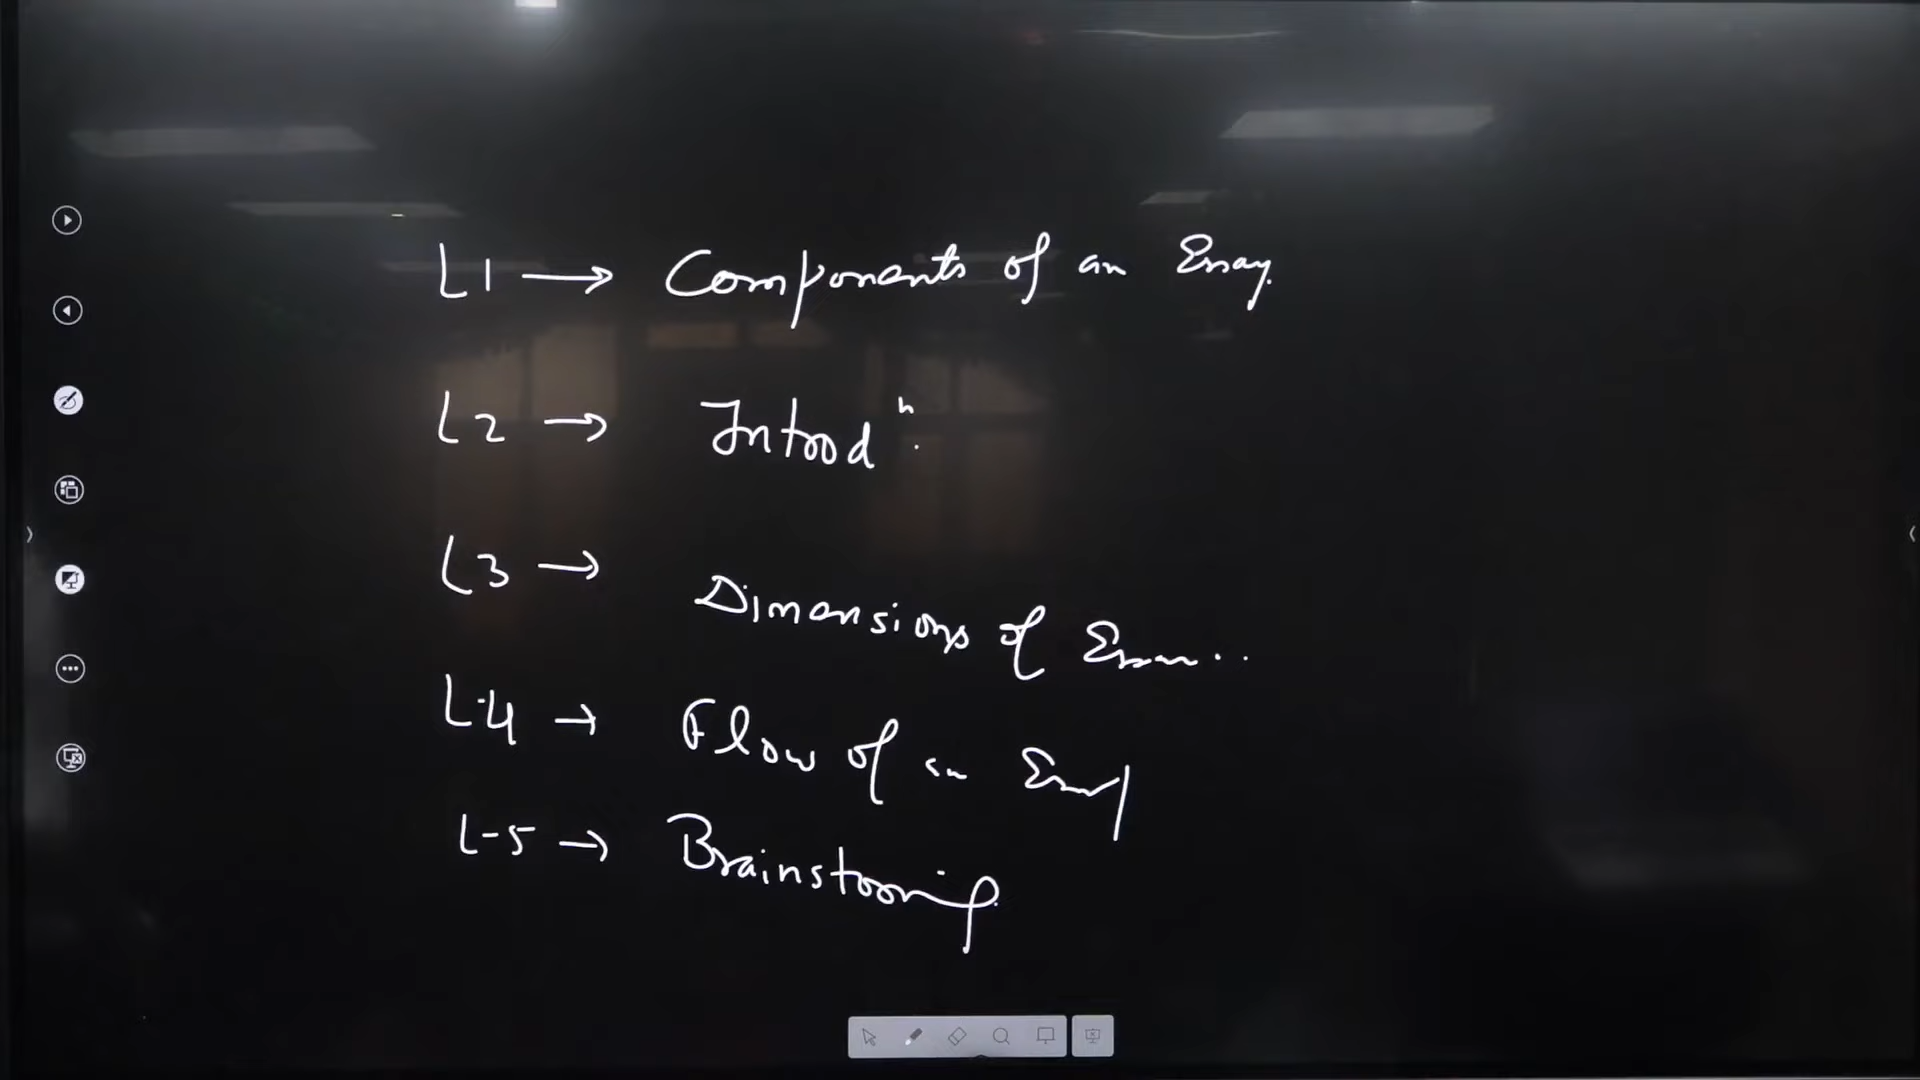 L1 → Components of an Essay.
L2 → Introdⁿ.
L3 → Dimensions of Essay..
L-4 → Flow of an Essay
L-5 → Brainstorming.